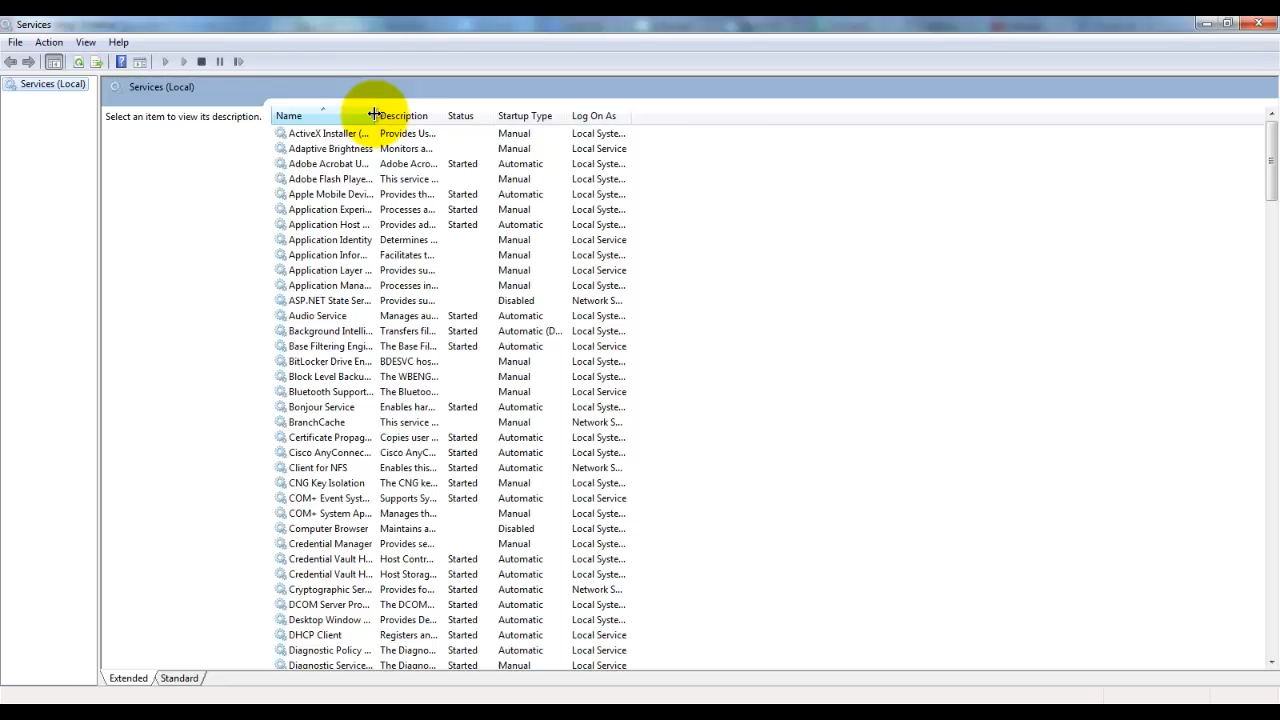 Services
File Action View Help
Services (Local) Services (Local)
Select an item to view its description.
Name Description Status Startup Type Log On As
ActiveX Installer (... Provides Us... Manual Local Syste...
Adaptive Brightness Monitors a... Manual Local Service
Adobe Acrobat U... Adobe Acro... Started Automatic Local Syste...
Adobe Flash Playe... This service ... Manual Local Syste...
Apple Mobile Devi... Provides th... Started Automatic Local Syste...
Application Experi... Processes a... Started Manual Local Syste...
Application Host ... Provides ad... Started Automatic Local Syste...
Application Identity Determines ... Manual Local Service
Application Infor... Facilitates t... Manual Local Syste...
Application Layer ... Provides su... Manual Local Service
Application Mana... Processes in... Manual Local Syste...
ASP.NET State Ser... Provides su... Disabled Network S...
Audio Service Manages au... Started Automatic Local Syste...
Background Intelli... Transfers fil... Started Automatic (D... Local Syste...
Base Filtering Engi... The Base Fil... Started Automatic Local Service
BitLocker Drive En... BDESVC hos... Manual Local Syste...
Block Level Backu... The WBENG... Manual Local Syste...
Bluetooth Support... The Bluetoo... Manual Local Service
Bonjour Service Enables har... Started Automatic Local Syste...
BranchCache This service ... Manual Network S...
Certificate Propag... Copies user ... Started Automatic Local Syste...
Cisco AnyConnec... Cisco AnyC... Started Automatic Local Syste...
Client for NFS Enables this... Started Automatic Network S...
CNG Key Isolation The CNG ke... Started Manual Local Syste...
COM+ Event Syst... Supports Sy... Started Automatic Local Service
COM+ System Ap... Manages th... Manual Local Syste...
Computer Browser Maintains a... Disabled Local Syste...
Credential Manager Provides se... Manual Local Syste...
Credential Vault H... Host Contr... Started Automatic Local Syste...
Credential Vault H... Host Storag... Started Automatic Local Syste...
Cryptographic Ser... Provides fo... Started Automatic Network S...
DCOM Server Pro... The DCOM... Started Automatic Local Syste...
Desktop Window ... Provides De... Started Automatic Local Syste...
DHCP Client Registers an... Started Automatic Local Service
Diagnostic Policy ... The Diagno... Started Automatic Local Service
Diagnostic Service... The Diagno... Started Manual Local Service
Extended Standard